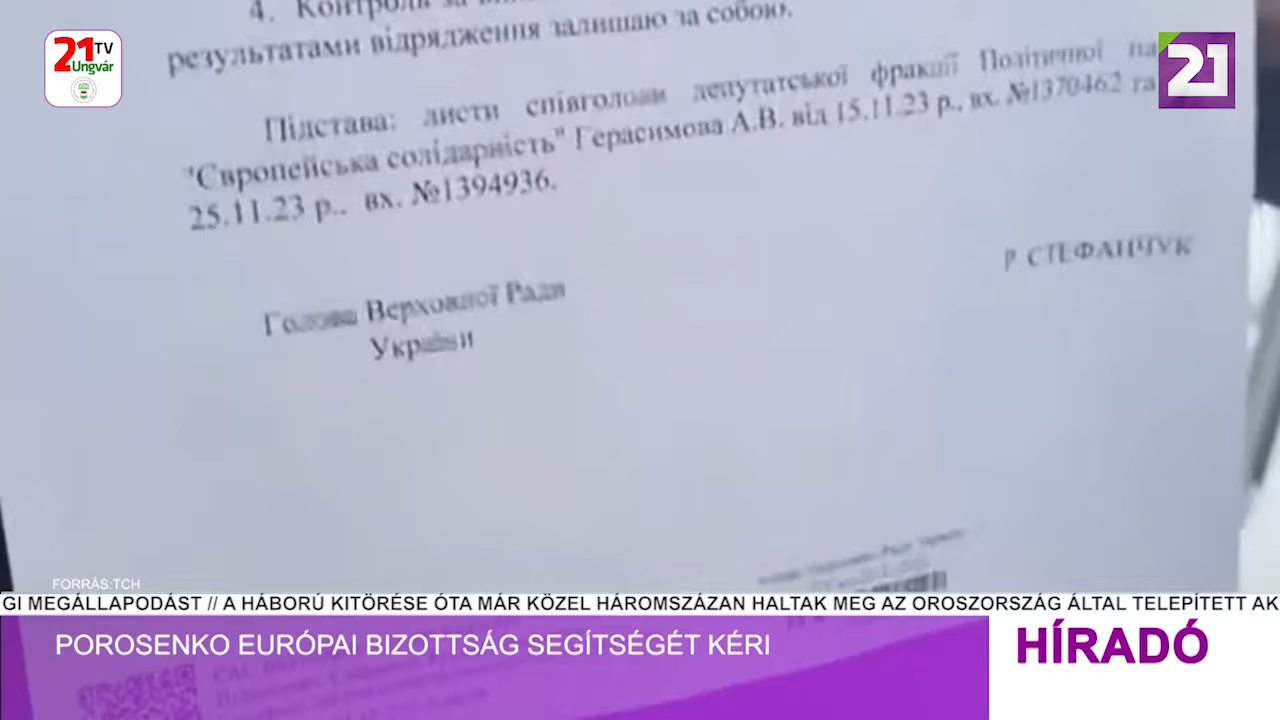 4. Контроль за
результатами відрядження залишаю за собою.
Підстава: листи співголови депутатської фракції Політичної
"Європейська солідарність" Герасимова А.В. від 15.11.23 р., вх. №1370462 та
25.11.23 р., вх. №1394936.
Р СТЕФАНЧУК
Голова Верховної Ради
України
21 TV
Ungvár
21
FORRÁS:TCH
GI MEGÁLLAPODÁST // A HÁBORÚ KITÖRÉSE ÓTA MÁR KÖZEL HÁROMSZÁZAN HALTAK MEG AZ OROSZORSZÁG ÁLTAL TELEPÍTETT AK
POROSENKO EURÓPAI BIZOTTSÁG SEGÍTSÉGÉT KÉRI
HÍRADÓ